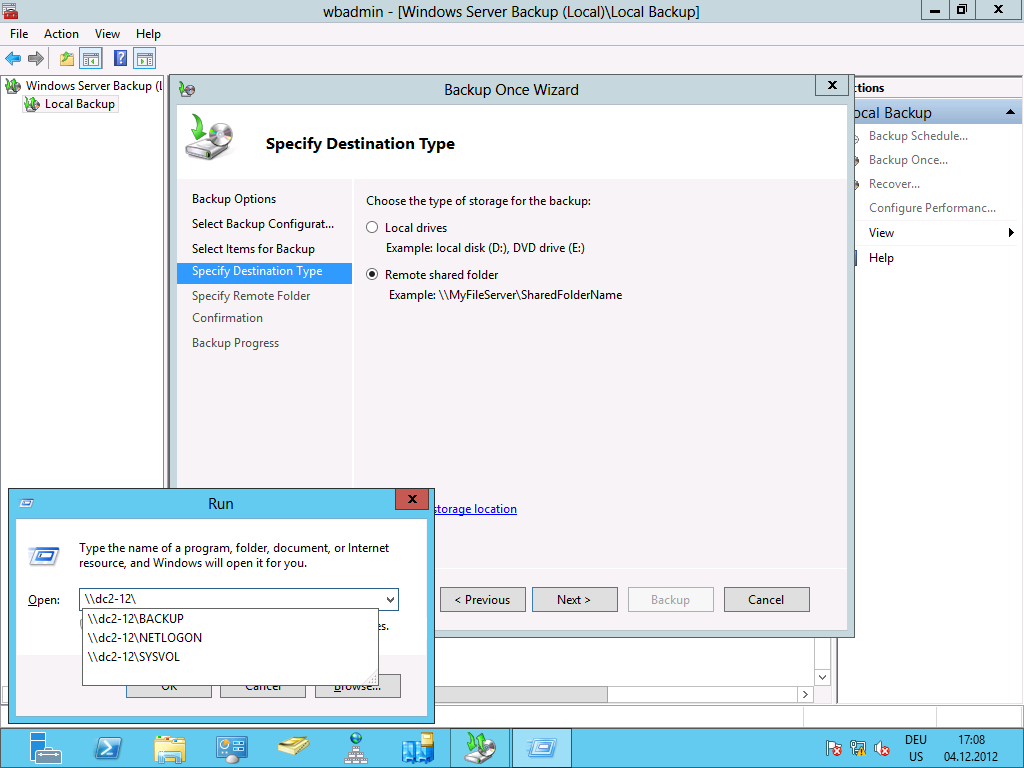 wbadmin - [Windows Server Backup (Local)\Local Backup]
File Action View Help
Windows Server Backup (L
Local Backup
Backup Once Wizard
Specify Destination Type
Backup Options
Select Backup Configurat...
Select Items for Backup
Specify Destination Type
Specify Remote Folder
Confirmation
Backup Progress
Choose the type of storage for the backup:
Local drives
Example: local disk (D:), DVD drive (E:)
Remote shared folder
Example: \\MyFileServer\SharedFolderName
storage location
< Previous
Next >
Backup
Cancel
ctions
ocal Backup
Backup Schedule...
Backup Once...
Recover...
Configure Performanc...
View
Help
Run
Type the name of a program, folder, document, or Internet
resource, and Windows will open it for you.
Open: \\dc2-12\
\\dc2-12\BACKUP
\\dc2-12\NETLOGON
\\dc2-12\SYSVOL
es.
OK
Cancel
Browse...
DEU 17:08
US 04.12.2012